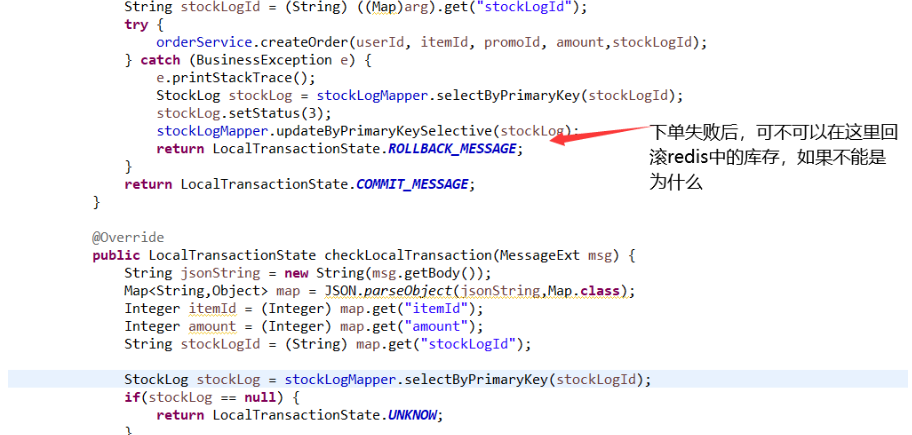 String stockLogId = (String) ((Map)arg).get("stockLogId");
try {
orderService.createOrder(userId, itemId, promoId, amount,stockLogId);
} catch (BusinessException e) {
e.printStackTrace();
StockLog stockLog = stockLogMapper.selectByPrimaryKey(stockLogId);
stockLog.setStatus(3);
stockLogMapper.updateByPrimaryKeySelective(stockLog);
return LocalTransactionState.ROLLBACK_MESSAGE;
}
return LocalTransactionState.COMMIT_MESSAGE;
}
下单失败后，可不可以在这里回
滚redis中的库存，如果不能是
为什么
@Override
public LocalTransactionState checkLocalTransaction(MessageExt msg) {
String jsonString = new String(msg.getBody());
Map<String,Object> map = JSON.parseObject(jsonString,Map.class);
Integer itemId = (Integer) map.get("itemId");
Integer amount = (Integer) map.get("amount");
String stockLogId = (String) map.get("stockLogId");
StockLog stockLog = stockLogMapper.selectByPrimaryKey(stockLogId);
if(stockLog == null) {
return LocalTransactionState.UNKNOW;
}